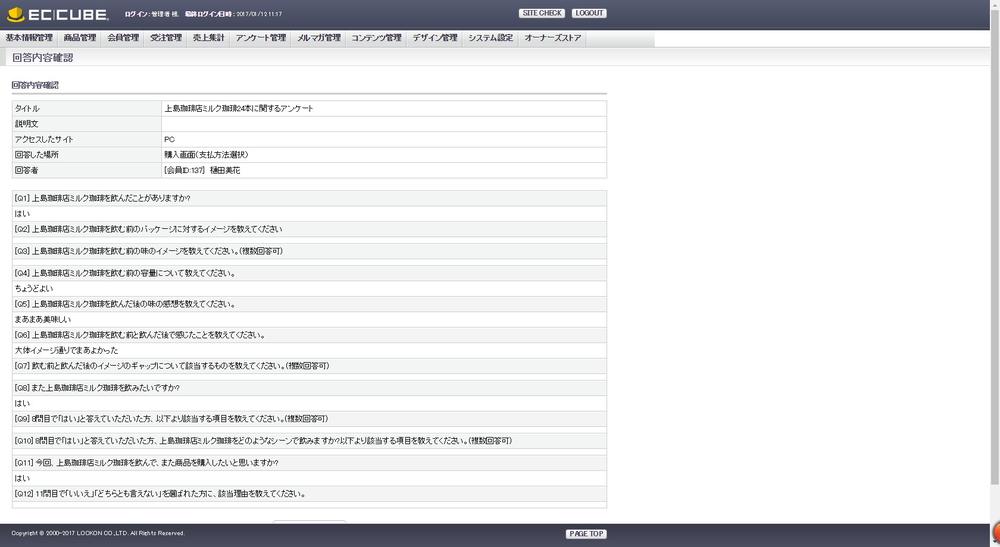 EC CUBE
ログイン : 管理者 様, 最終ログイン日時 : 2017/01/12 11:17
SITE CHECK
LOGOUT
基本情報管理 商品管理 会員管理 受注管理 売上集計 アンケート管理 メルマガ管理 コンテンツ管理 デザイン管理 システム設定 オーナーズストア
回答内容確認
回答内容確認
タイトル 上島珈琲店ミルク珈琲24本に関するアンケート
説明文
アクセスしたサイト PC
回答した場所 購入画面(支払方法選択)
回答者 [会員ID:137] 樋田美花
[Q1] 上島珈琲店ミルク珈琲を飲んだことがありますか?
はい
[Q2] 上島珈琲店ミルク珈琲を飲む前のパッケージに対するイメージを教えてください
[Q3] 上島珈琲店ミルク珈琲を飲む前の味のイメージを教えてください。(複数回答可)
[Q4] 上島珈琲店ミルク珈琲を飲む前の容量について教えてください。
ちょうどよい
[Q5] 上島珈琲店ミルク珈琲を飲んだ後の味の感想を教えてください。
まあまあ美味しい
[Q6] 上島珈琲店ミルク珈琲を飲む前と飲んだ後で感じたことを教えてください。
大体イメージ通りでまあよかった
[Q7] 飲む前と飲んだ後のイメージのギャップについて該当するものを教えてください。(複数回答可)
[Q8] また上島珈琲店ミルク珈琲を飲みたいですか?
はい
[Q9] 8問目で「はい」と答えていただいた方、以下より該当する項目を教えてください。(複数回答可)
[Q10] 8問目で「はい」と答えていただいた方、上島珈琲店ミルク珈琲をどのようなシーンで飲みますか?以下より該当する項目を教えてください。(複数回答可)
[Q11] 今回、上島珈琲店ミルク珈琲を飲んで、また商品を購入したいと思いますか?
はい
[Q12] 11問目で「いいえ」「どちらとも言えない」を選ばれた方に、該当理由を教えてください。
Copyright © 2000-2017 LOCKON CO.,LTD. All Rights Reserved.
PAGE TOP